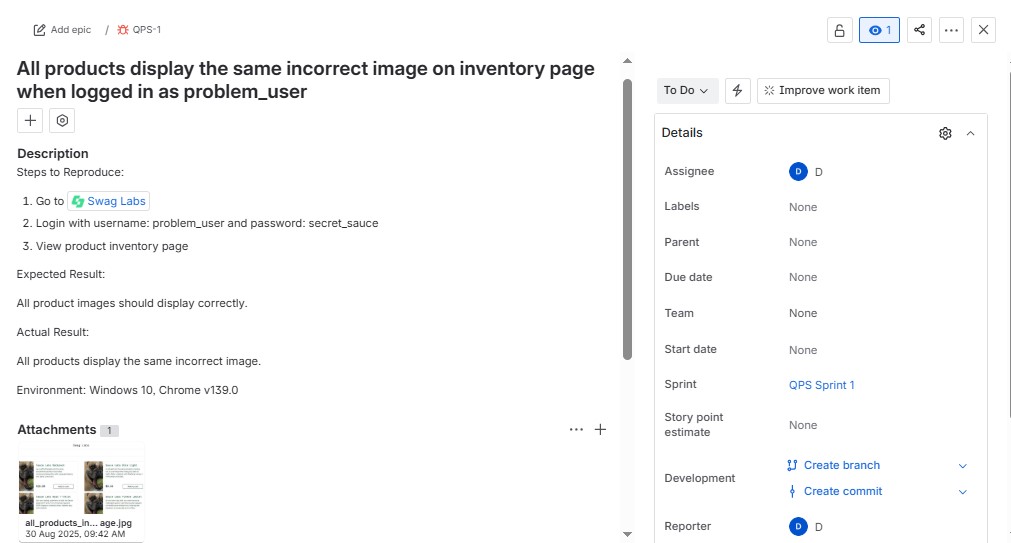 Add epic / QPS-1
1
All products display the same incorrect image on inventory page
when logged in as problem_user
Description
Steps to Reproduce:
1. Go to Swag Labs
2. Login with username: problem_user and password: secret_sauce
3. View product inventory page
Expected Result:
All product images should display correctly.
Actual Result:
All products display the same incorrect image.
Environment: Windows 10, Chrome v139.0
Attachments 1
all_products_in... age.jpg
30 Aug 2025, 09:42 AM
To Do
Improve work item
Details
Assignee
D D
Labels
None
Parent
None
Due date
None
Team
None
Start date
None
Sprint
QPS Sprint 1
Story point
estimate
None
Development
Create branch
Create commit
Reporter
D D